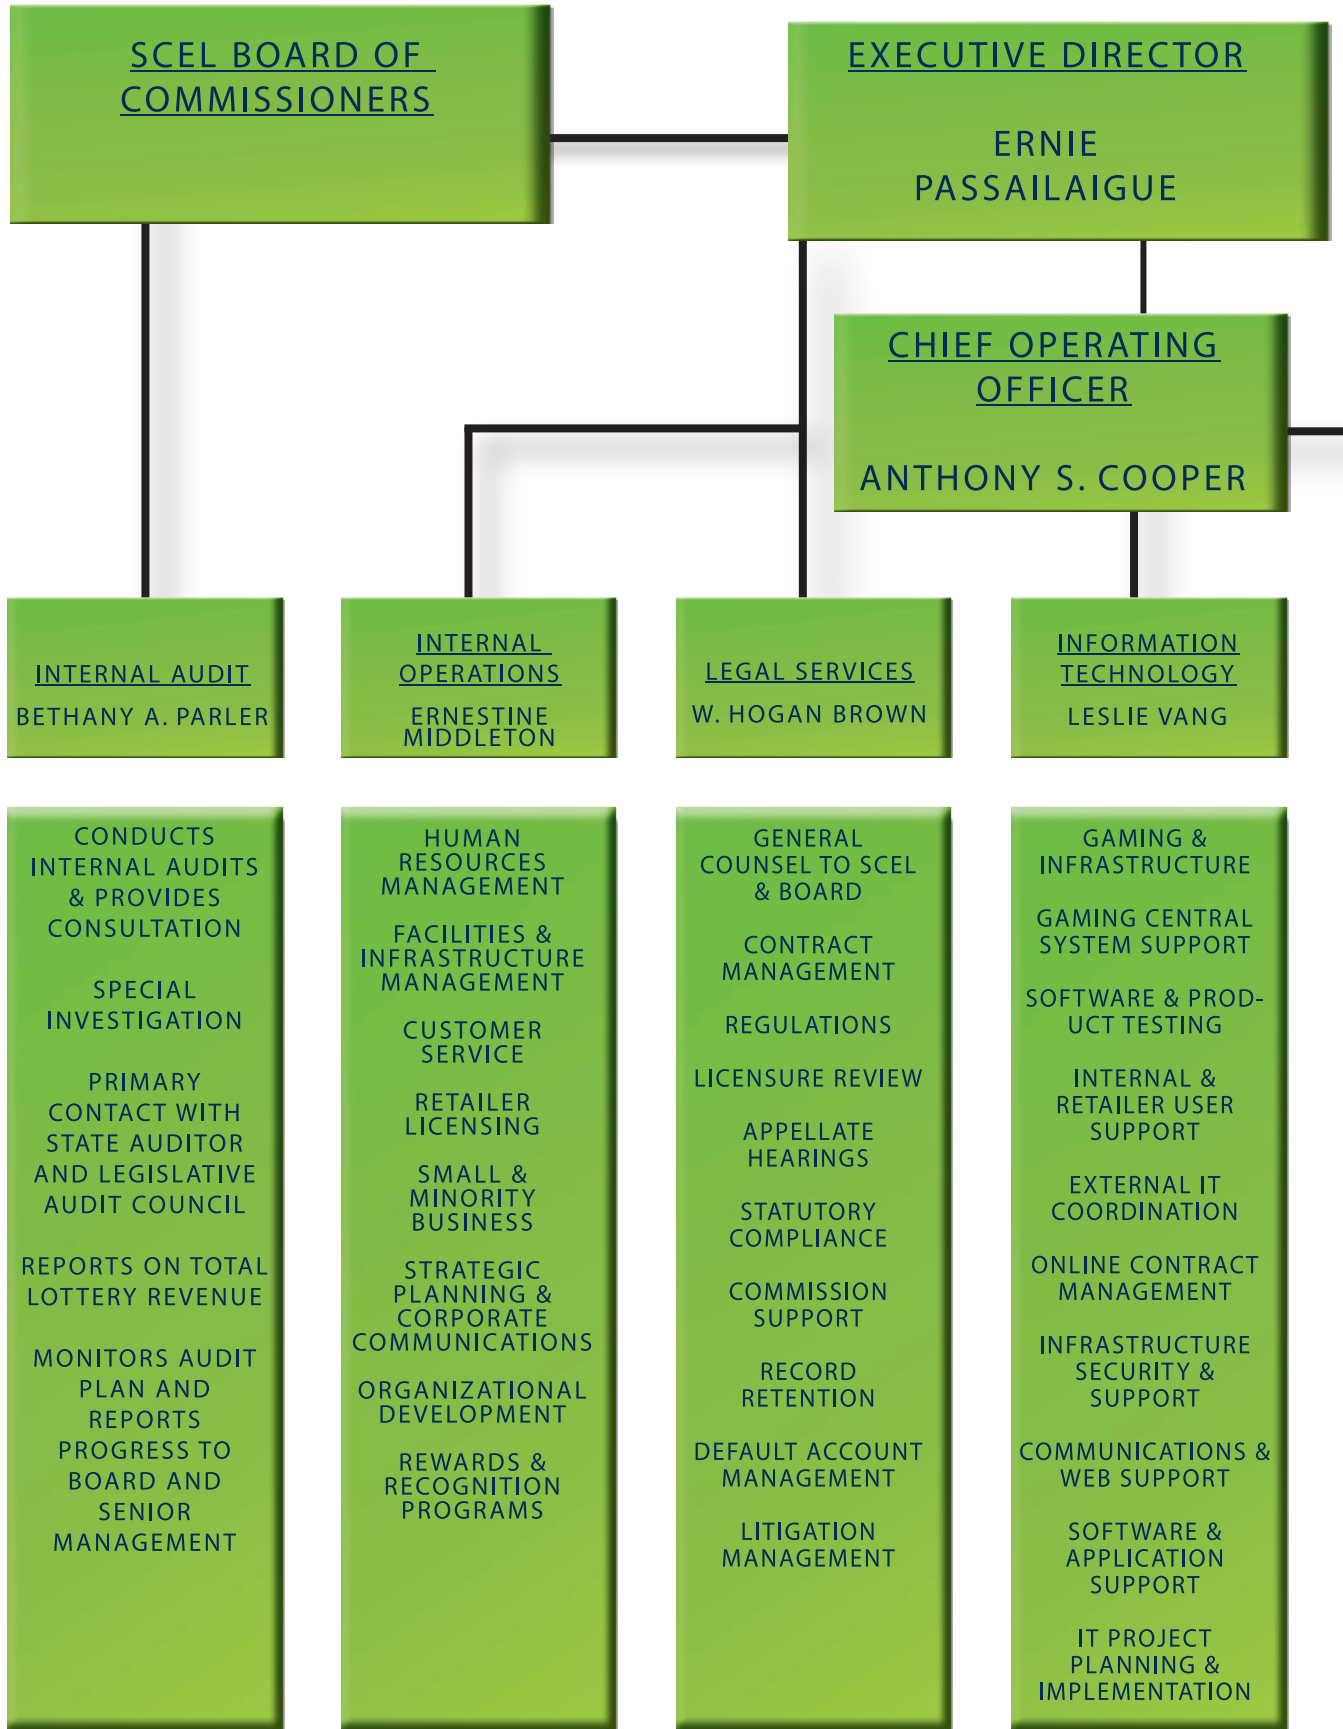 SCEL BOARD OF
COMMISSIONERS
EXECUTIVE DIRECTOR
ERNIE
PASSAILAIGUE
CHIEF OPERATING
OFFICER
ANTHONY S. COOPER
INTERNAL AUDIT
BETHANY A. PARLER
INTERNAL
OPERATIONS
ERNESTINE
MIDDLETON
LEGAL SERVICES
W. HOGAN BROWN
INFORMATION
TECHNOLOGY
LESLIE VANG
CONDUCTS
INTERNAL AUDITS
& PROVIDES
CONSULTATION
SPECIAL
INVESTIGATION
PRIMARY
CONTACT WITH
STATE AUDITOR
AND LEGISLATIVE
AUDIT COUNCIL
REPORTS ON TOTAL
LOTTERY REVENUE
MONITORS AUDIT
PLAN AND
REPORTS
PROGRESS TO
BOARD AND
SENIOR
MANAGEMENT
HUMAN
RESOURCES
MANAGEMENT
FACILITIES &
INFRASTRUCTURE
MANAGEMENT
CUSTOMER
SERVICE
RETAILER
LICENSING
SMALL &
MINORITY
BUSINESS
STRATEGIC
PLANNING &
CORPORATE
COMMUNICATIONS
ORGANIZATIONAL
DEVELOPMENT
REWARDS &
RECOGNITION
PROGRAMS
GENERAL
COUNSEL TO SCEL
& BOARD
CONTRACT
MANAGEMENT
REGULATIONS
LICENSURE REVIEW
APPELLATE
HEARINGS
STATUTORY
COMPLIANCE
COMMISSION
SUPPORT
RECORD
RETENTION
DEFAULT ACCOUNT
MANAGEMENT
LITIGATION
MANAGEMENT
GAMING &
INFRASTRUCTURE
GAMING CENTRAL
SYSTEM SUPPORT
SOFTWARE & PROD-
UCT TESTING
INTERNAL &
RETAILER USER
SUPPORT
EXTERNAL IT
COORDINATION
ONLINE CONTRACT
MANAGEMENT
INFRASTRUCTURE
SECURITY &
SUPPORT
COMMUNICATIONS &
WEB SUPPORT
SOFTWARE &
APPLICATION
SUPPORT
IT PROJECT
PLANNING &
IMPLEMENTATION